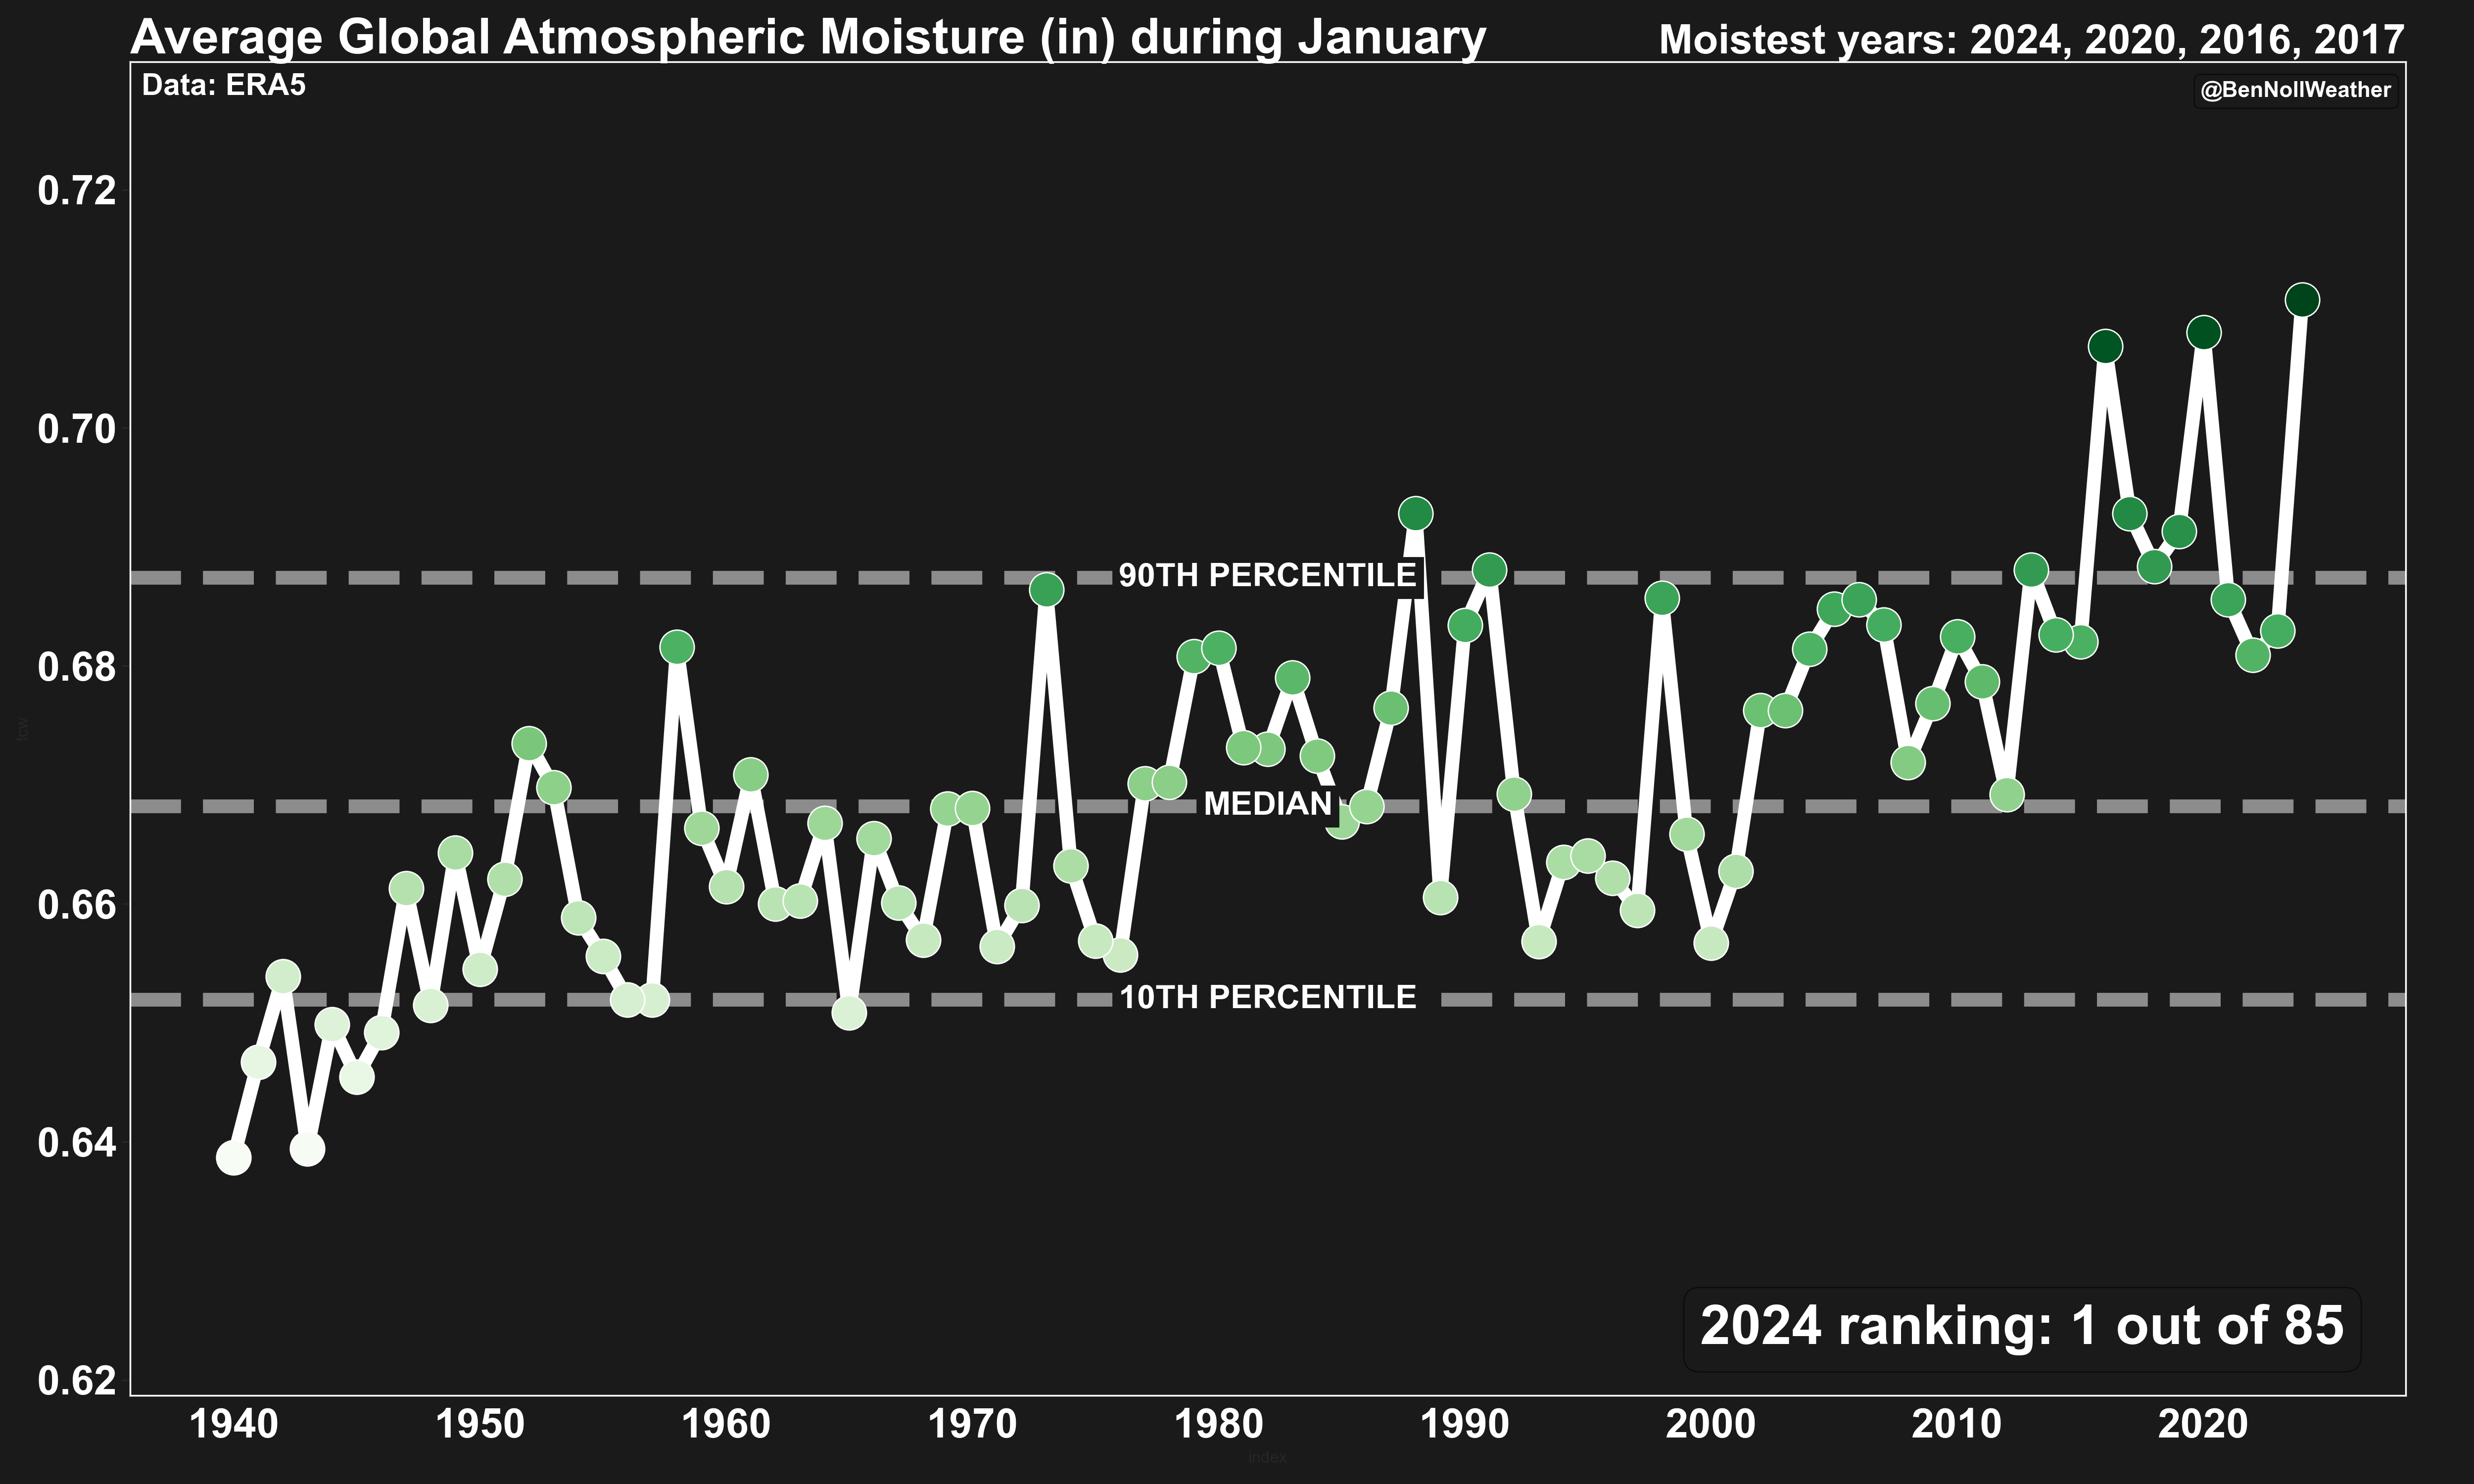 Average Global Atmospheric Moisture (in) during January
Moistest years: 2024, 2020, 2016, 2017
Data: ERA5
@BenNollWeather
0.72
0.70
90TH PERCENTILE
0.68
tcw
MEDIAN
0.66
10TH PERCENTILE
0.64
2024 ranking: 1 out of 85
0.62
1940 1950 1960 1970 1980 1990 2000 2010 2020
index